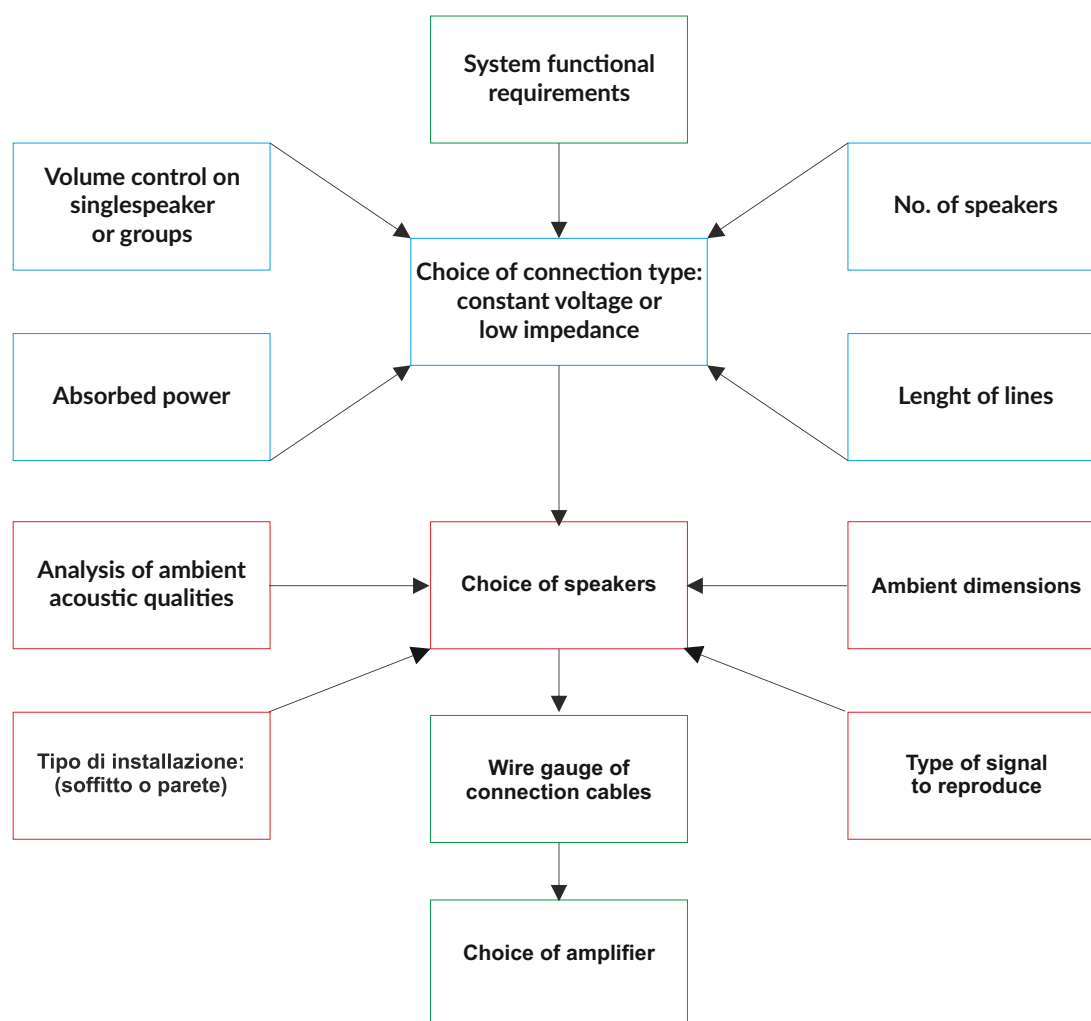 System functional
requirements
Volume control on
singlespeaker
or groups
No. of speakers
Choice of connection type:
constant voltage or
low impedance
Absorbed power
Lenght of lines
Analysis of ambient
acoustic qualities
Choice of speakers
Ambient dimensions
Tipo di installazione:
(soffitto o parete)
Wire gauge of
connection cables
Type of signal
to reproduce
Choice of amplifier